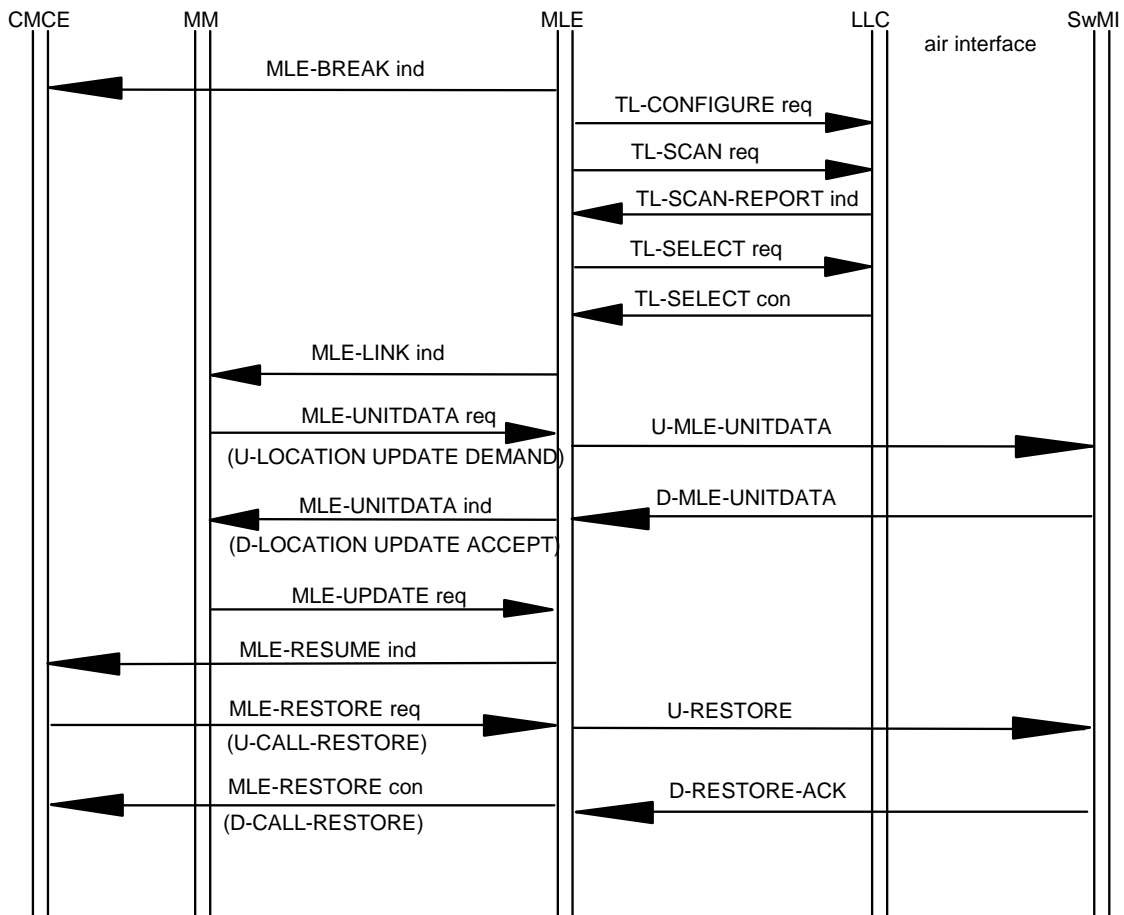 CMCE MM MLE LLC SwMI
air interface
MLE-BREAK ind
TL-CONFIGURE req
TL-SCAN req
TL-SCAN-REPORT ind
TL-SELECT req
TL-SELECT con
MLE-LINK ind
MLE-UNITDATA req
U-MLE-UNITDATA
(U-LOCATION UPDATE DEMAND)
MLE-UNITDATA ind
D-MLE-UNITDATA
(D-LOCATION UPDATE ACCEPT)
MLE-UPDATE req
MLE-RESUME ind
MLE-RESTORE req
U-RESTORE
(U-CALL-RESTORE)
MLE-RESTORE con
D-RESTORE-ACK
(D-CALL-RESTORE)